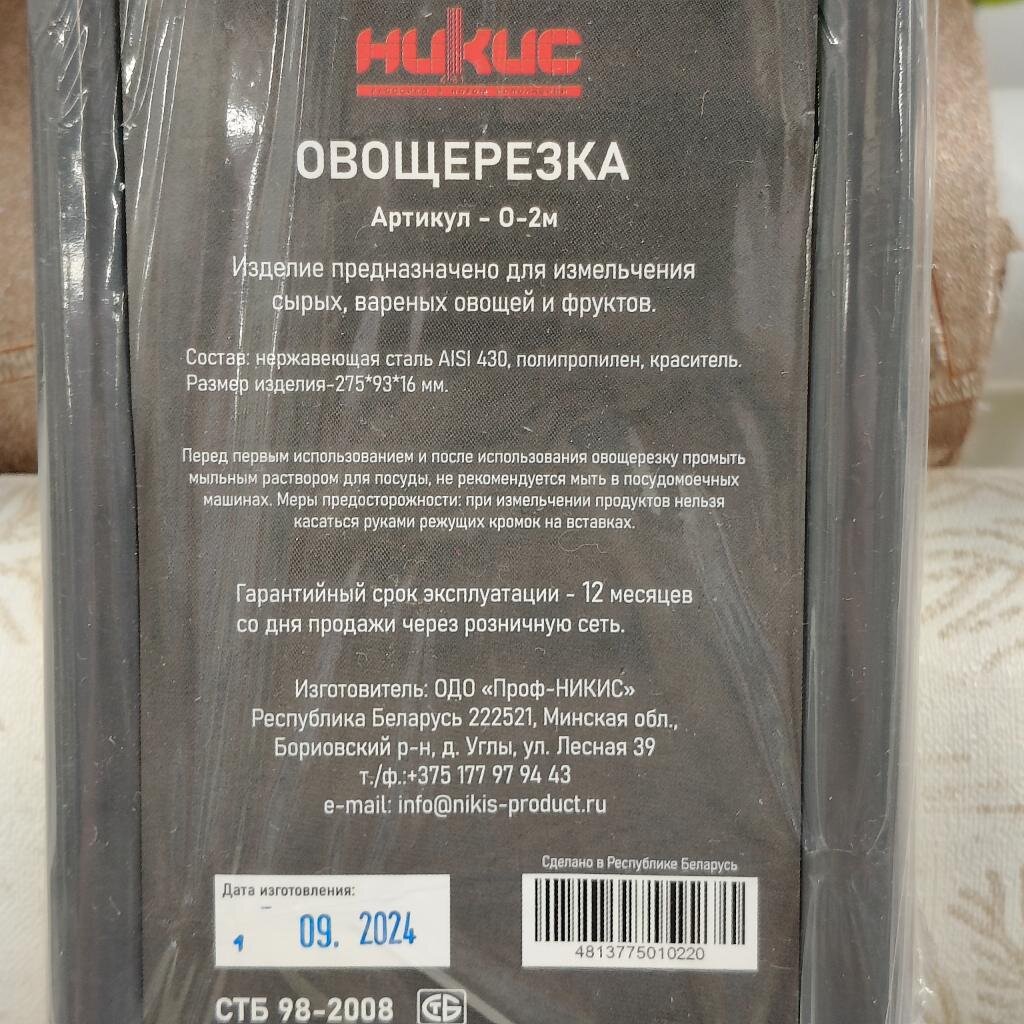 НИКИС
ОВОЩЕРЕЗКА
Артикул - О-2м
Изделие предназначено для измельчения
сырых, вареных овощей и фруктов.
Состав: нержавеющая сталь AISI 430, полипропилен, краситель.
Размер изделия-275*93*16 мм.
Перед первым использованием и после использования овощерезку промыть
мыльным раствором для посуды, не рекомендуется мыть в посудомоечных
машинах. Меры предосторожности: при измельчении продуктов нельзя
касаться руками режущих кромок на вставках.
Гарантийный срок эксплуатации - 12 месяцев
со дня продажи через розничную сеть.
Изготовитель: ОДО «Проф-НИКИС»
Республика Беларусь 222521, Минская обл.,
Бориовский р-н, д. Углы, ул. Лесная 39
т./ф.:+375 177 97 94 43
e-mail: info@nikis-product.ru
Сделано в Республике Беларусь
Дата изготовления:
09. 2024
4813775010220
СТБ 98-2008